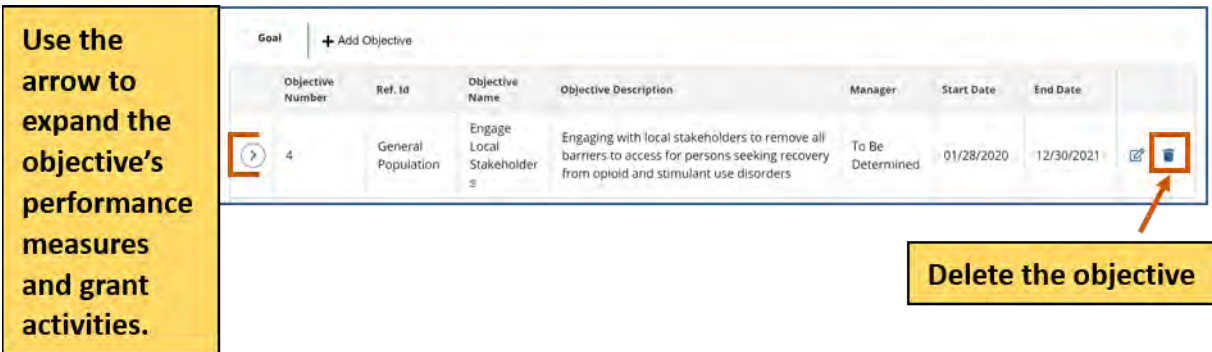 Use the
arrow to
expand the
objective's
performance
measures
and grant
activities.
Goal
+ Add Objective
Objective Number
Ref. Id
Objective Name
Objective Description
Manager
Start Date
End Date
4
General
Population
Engage
Local
Stakeholder
s
Engaging with local stakeholders to remove all
barriers to access for persons seeking recovery
from opioid and stimulant use disorders
To Be
Determined
01/28/2020
12/30/2021
Delete the objective